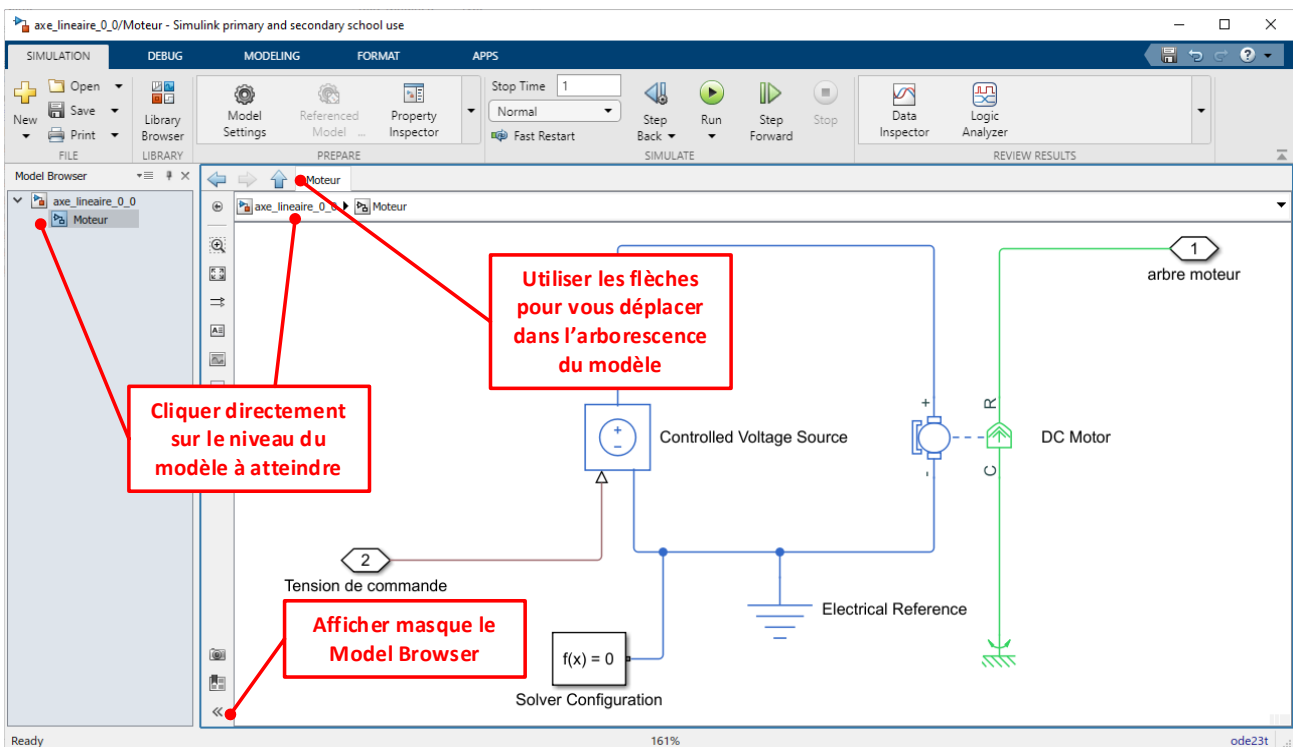 axe_lineaire_0_0/Moteur - Simulink primary and secondary school use
SIMULATION DEBUG MODELING FORMAT APPS
New
Open
Save
Print
FILE
Library
Browser
LIBRARY
Model
Settings
Referenced
Model ...
Property
Inspector
PREPARE
Stop Time 1
Normal
Fast Restart
Step
Back
Run
Step
Forward
Stop
SIMULATE
Data
Inspector
Logic
Analyzer
REVIEW RESULTS
Model Browser
axe_lineaire_0_0
Moteur
Moteur
axe_lineaire_0_0 Moteur
Utiliser les flèches
pour vous déplacer
dans l'arborescence
du modèle
1
arbre moteur
Cliquer directement
sur le niveau du
modèle à atteindre
+
-
Controlled Voltage Source
+
-
R
C
DC Motor
2
Tension de commande
Electrical Reference
Afficher masque le
Model Browser
f(x) = 0
Solver Configuration
Ready 161% ode23t